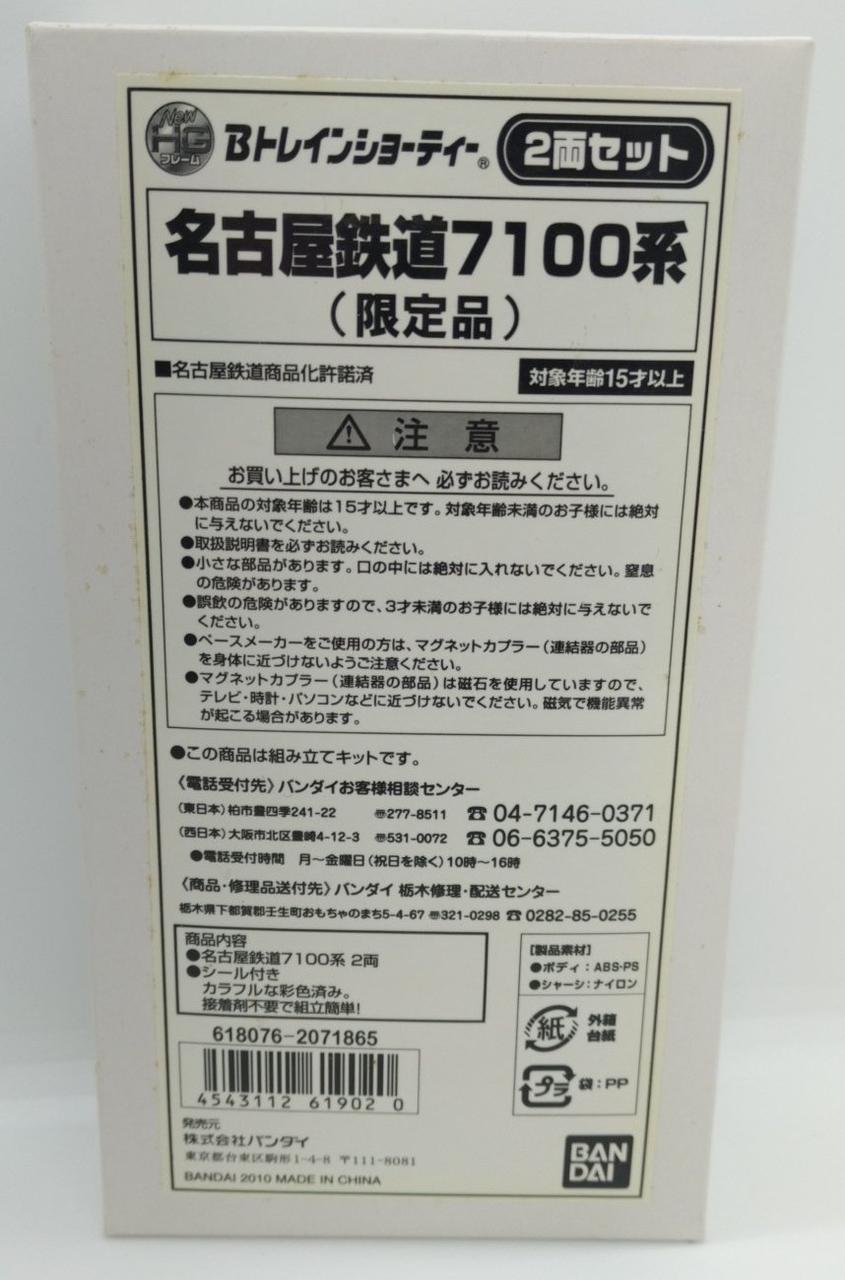 New
HG
フレーム
Bトレインショーティー® 2両セット
名古屋鉄道7100系
(限定品)
■名古屋鉄道商品化許諾済
対象年齢15才以上
⚠ 注 意
お買い上げのお客さまへ 必ずお読みください。
●本商品の対象年齢は15才以上です。対象年齢未満のお子様には絶対
に与えないでください。
●取扱説明書を必ずお読みください。
●小さな部品があります。口の中には絶対に入れないでください。窒息
の危険があります。
●誤飲の危険がありますので、3才未満のお子様には絶対に与えないで
ください。
●ペースメーカーをご使用の方は、マグネットカプラー(連結器の部品)
を身体に近づけないようご注意ください。
●マグネットカプラー(連結器の部品)は磁石を使用していますので、
テレビ・時計・パソコンなどに近づけないでください。磁気で機能異常
が起こる場合があります。
●この商品は組み立てキットです。
〈電話受付先〉バンダイお客様相談センター
(東日本)柏市豊四季241-22 〠277-8511 ☎ 04-7146-0371
(西日本)大阪市北区豊崎4-12-3 〠531-0072 ☎ 06-6375-5050
●電話受付時間 月〜金曜日(祝日を除く)10時〜16時
〈商品・修理品送付先〉バンダイ 栃木修理・配送センター
栃木県下都賀郡壬生町おもちゃのまち5-4-67 〠321-0298 ☎ 0282-85-0255
商品内容
●名古屋鉄道7100系 2両
●シール付き
カラフルな彩色済み。
接着剤不要で組立簡単!
【製品素材】
●ボディ:ABS・PS
●シャーシ:ナイロン
紙 外箱
台紙
プラ 袋:PP
618076-2071865
4543112 61902 0
発売元
株式会社バンダイ
東京都台東区駒形1-4-8 〒111-8081
BANDAI 2010 MADE IN CHINA
BAN
DAI